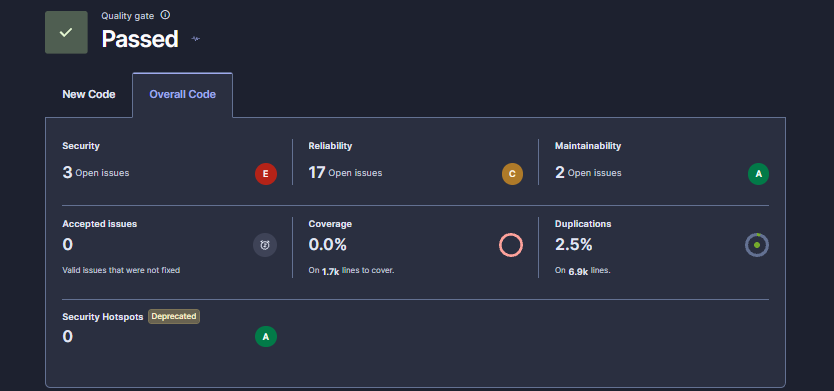 Quality gate
Passed
New Code
Overall Code
Security
3 Open issues
E
Reliability
17 Open issues
C
Maintainability
2 Open issues
A
Accepted issues
0
Valid issues that were not fixed
Coverage
0.0%
On 1.7k lines to cover.
Duplications
2.5%
On 6.9k lines.
Security Hotspots Deprecated
0
A